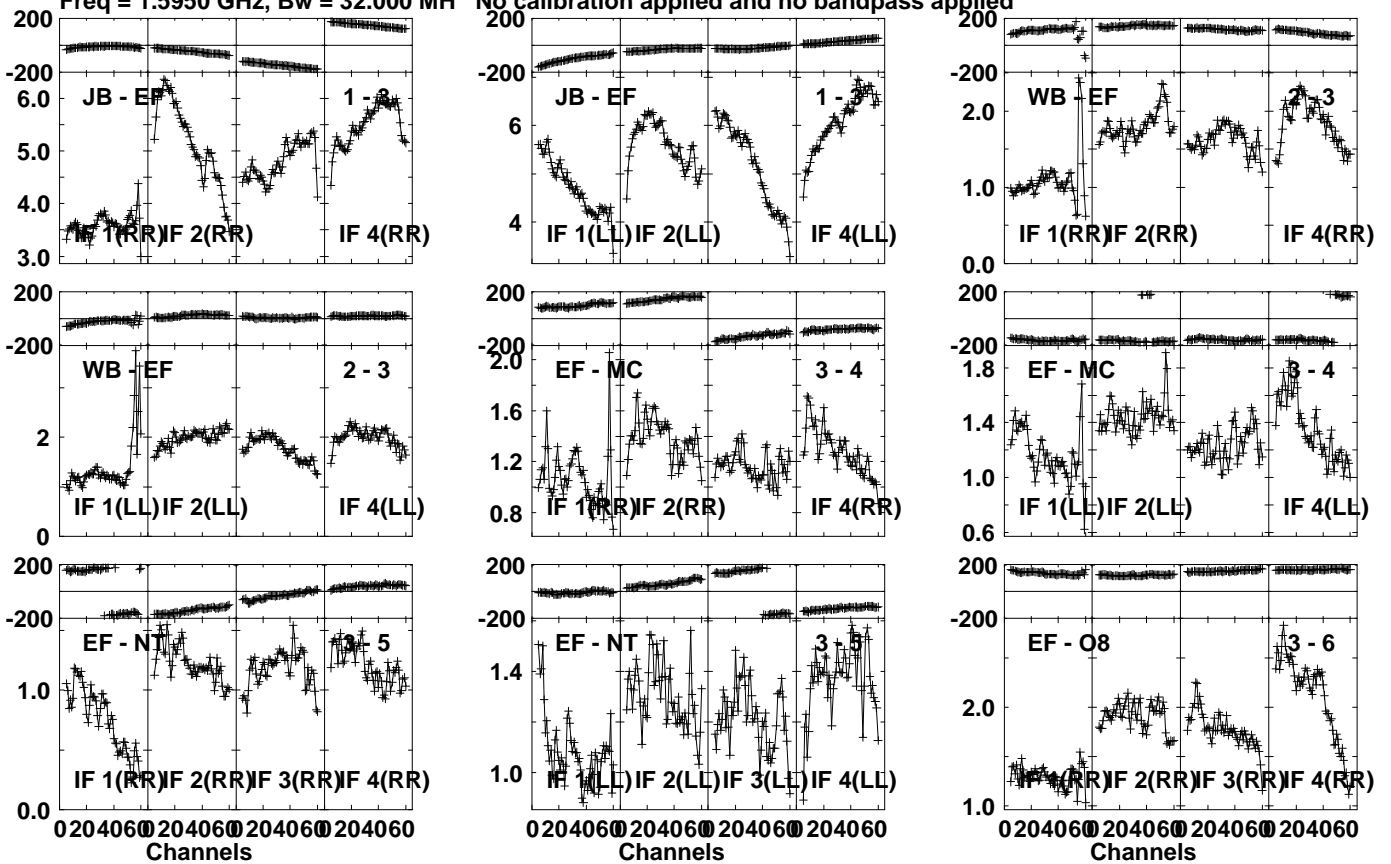 Freq = 1.5950 GHz, Bw = 32.000 MH No calibration applied and no bandpass applied
200
-200
JB - EF
1 - 3
6.0
5.0
4.0
3.0
IF 1(RR)
IF 2(RR)
IF 4(RR)
JB - EF
1 - 3
6
4
IF 1(LL)
IF 2(LL)
IF 4(LL)
200
-200
WB - EF
2 - 3
2.0
1.0
0.0
IF 1(RR)
IF 2(RR)
IF 4(RR)
200
-200
WB - EF
2 - 3
2
0
IF 1(LL)
IF 2(LL)
IF 4(LL)
200
-200
EF - MC
3 - 4
2.0
1.6
1.2
0.8
IF 1(RR)
IF 2(RR)
IF 4(RR)
200
-200
EF - MC
3 - 4
1.8
1.4
1.0
0.6
IF 1(LL)
IF 2(LL)
IF 4(LL)
200
-200
EF - NT
3 - 5
1.0
0.0
IF 1(RR)
IF 2(RR)
IF 3(RR)
IF 4(RR)
0 20 40 60 0 20 40 60 0 20 40 60 0 20 40 60
Channels
200
-200
EF - NT
3 - 5
1.4
1.0
IF 1(LL)
IF 2(LL)
IF 3(LL)
IF 4(LL)
0 20 40 60 0 20 40 60 0 20 40 60 0 20 40 60
Channels
200
-200
EF - O8
3 - 6
2.0
1.0
IF 1(RR)
IF 2(RR)
IF 3(RR)
IF 4(RR)
0 20 40 60 0 20 40 60 0 20 40 60 0 20 40 60
Channels